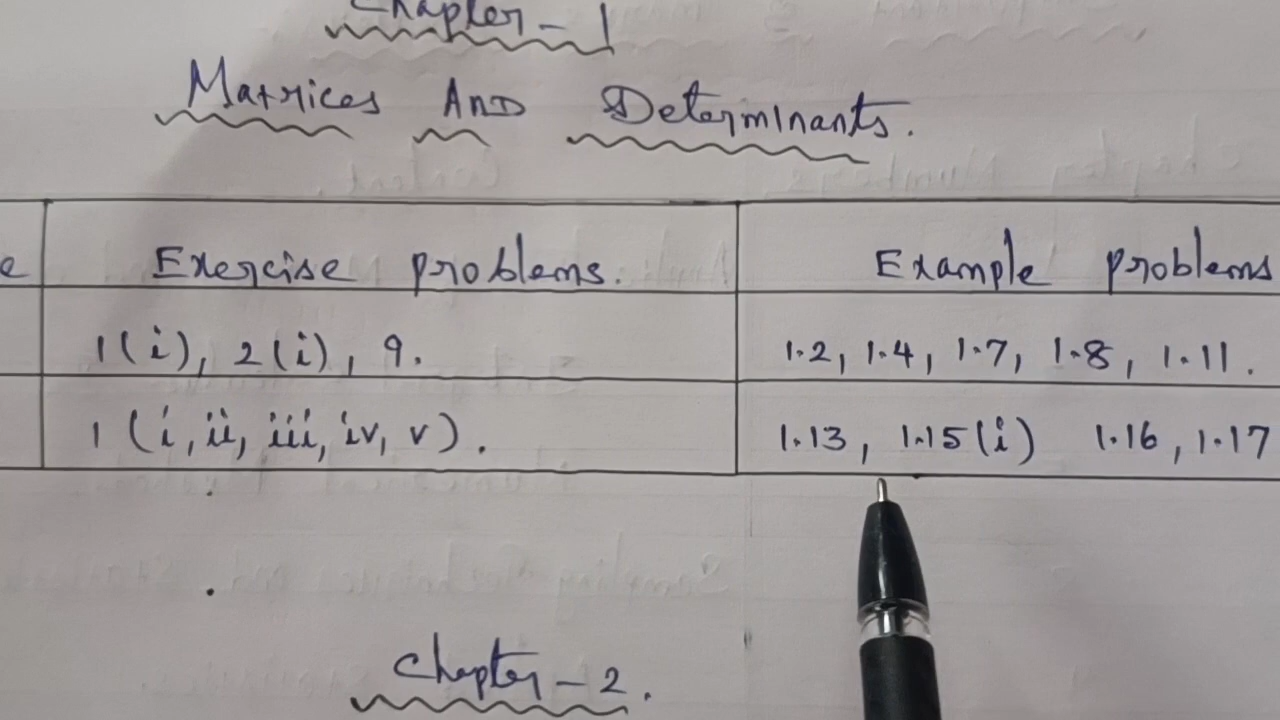 Chapter - 1
Matrices AND Determinants.
e Exercise problems. Example problems
1(i), 2(i), 9. 1.2, 1.4, 1.7, 1.8, 1.11.
1 (i, ii, iii, iv, v). 1.13, 1.15(i) 1.16, 1.17
Chapter - 2.